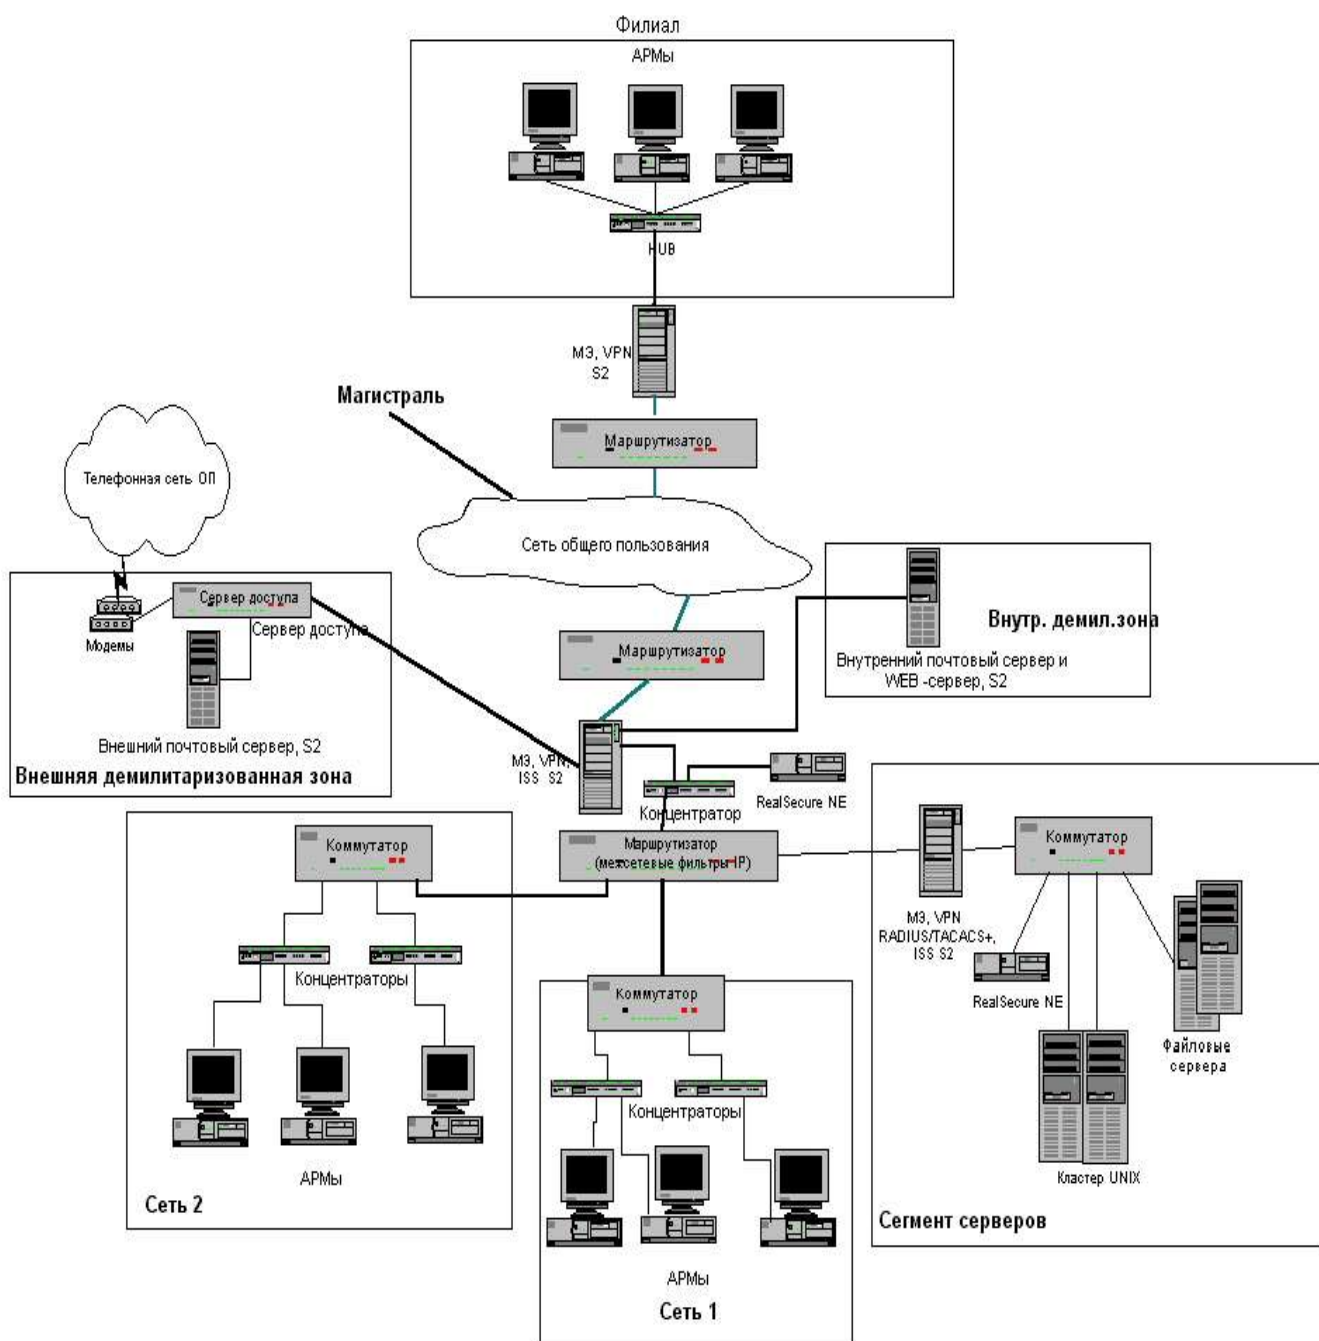 Филиал
АРМы
HUB
МЭ, VPN
S2
Магистраль
Маршрутизатор
Телефонная сеть ОП
Сеть общего пользования
Сервер доступа
Сервер доступа
Модемы
Внешний почтовый сервер, S2
Внешняя демилитаризованная зона
Маршрутизатор
Внутр. демил.зона
Внутренний почтовый сервер и
WEB -сервер, S2
МЭ, VPN,
ISS S2
Концентратор
RealSecure NE
Маршрутизатор
(межсетевые фильтры IP)
Коммутатор
Концентраторы
АРМы
Сеть 2
Коммутатор
Концентраторы
АРМы
Сеть 1
Коммутатор
МЭ, VPN
RADIUS/TACACS+,
ISS S2
RealSecure NE
Файловые
сервера
Кластер UNIX
Сегмент серверов